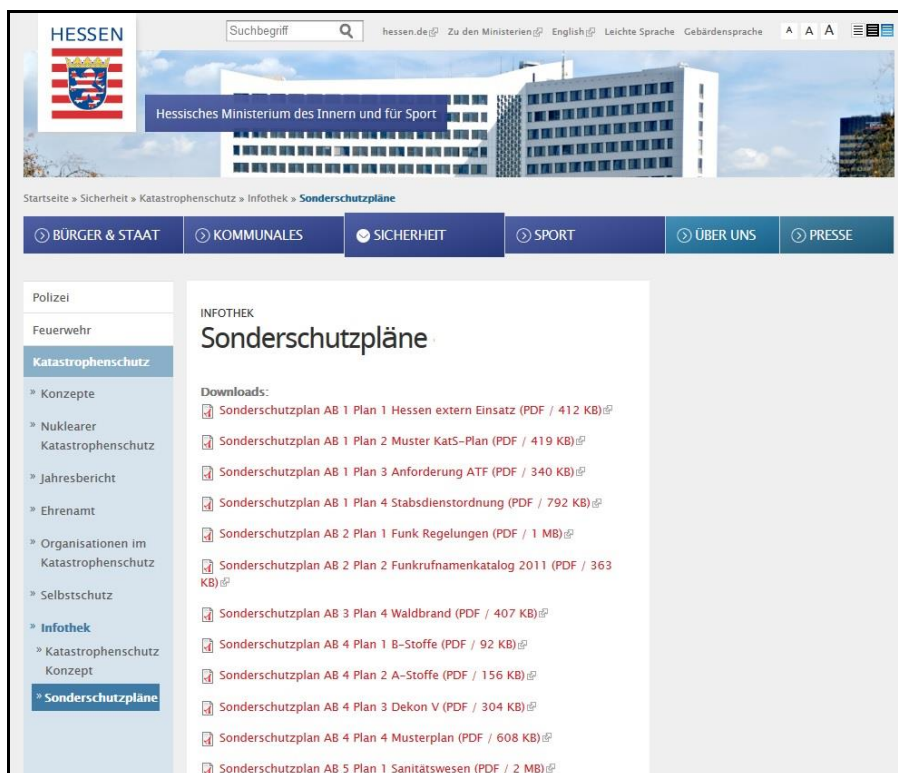 HESSEN
Suchbegriff
hessen.de Zu den Ministerien English Leichte Sprache Gebärdensprache A A A
Hessisches Ministerium des Innern und für Sport
Startseite » Sicherheit » Katastrophenschutz » Infothek » Sonderschutzpläne
BÜRGER & STAAT KOMMUNALES SICHERHEIT SPORT ÜBER UNS PRESSE
Polizei
Feuerwehr
Katastrophenschutz
» Konzepte
» Nuklearer
Katastrophenschutz
» Jahresbericht
» Ehrenamt
» Organisationen im
Katastrophenschutz
» Selbstschutz
» Infothek
» Katastrophenschutz
Konzept
» Sonderschutzpläne
INFOTHEK
Sonderschutzpläne
Downloads:
Sonderschutzplan AB 1 Plan 1 Hessen extern Einsatz (PDF / 412 KB)
Sonderschutzplan AB 1 Plan 2 Muster KatS-Plan (PDF / 419 KB)
Sonderschutzplan AB 1 Plan 3 Anforderung ATF (PDF / 340 KB)
Sonderschutzplan AB 1 Plan 4 Stabsdienstordnung (PDF / 792 KB)
Sonderschutzplan AB 2 Plan 1 Funk Regelungen (PDF / 1 MB)
Sonderschutzplan AB 2 Plan 2 Funkrufnamenkatalog 2011 (PDF / 363
KB)
Sonderschutzplan AB 3 Plan 4 Waldbrand (PDF / 407 KB)
Sonderschutzplan AB 4 Plan 1 B-Stoffe (PDF / 92 KB)
Sonderschutzplan AB 4 Plan 2 A-Stoffe (PDF / 156 KB)
Sonderschutzplan AB 4 Plan 3 Dekon V (PDF / 304 KB)
Sonderschutzplan AB 4 Plan 4 Musterplan (PDF / 608 KB)
Sonderschutzplan AB 5 Plan 1 Sanitätswesen (PDF / 2 MB)